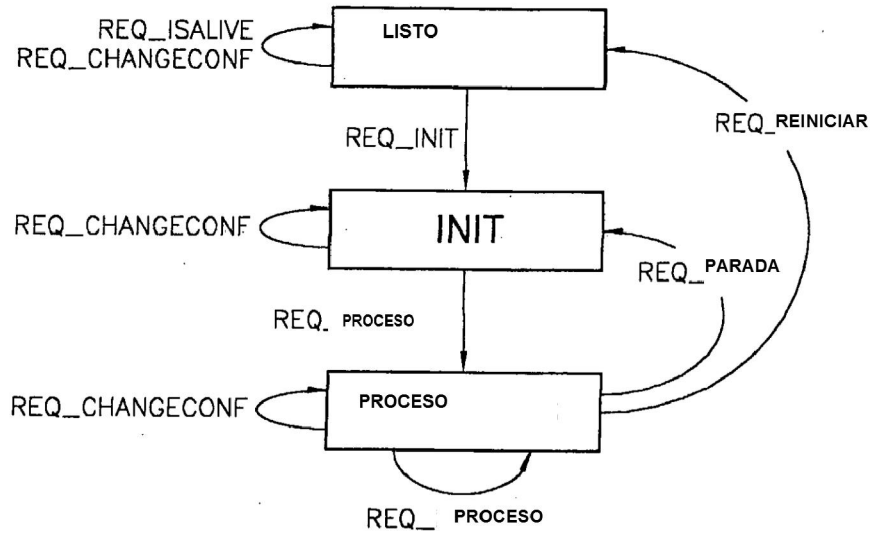 REQ_ISALIVE
REQ_CHANGECONF
LISTO
REQ_REINICIAR
REQ_INIT
REQ_CHANGECONF
INIT
REQ_PARADA
REQ_ PROCESO
REQ_CHANGECONF
PROCESO
REQ_ PROCESO